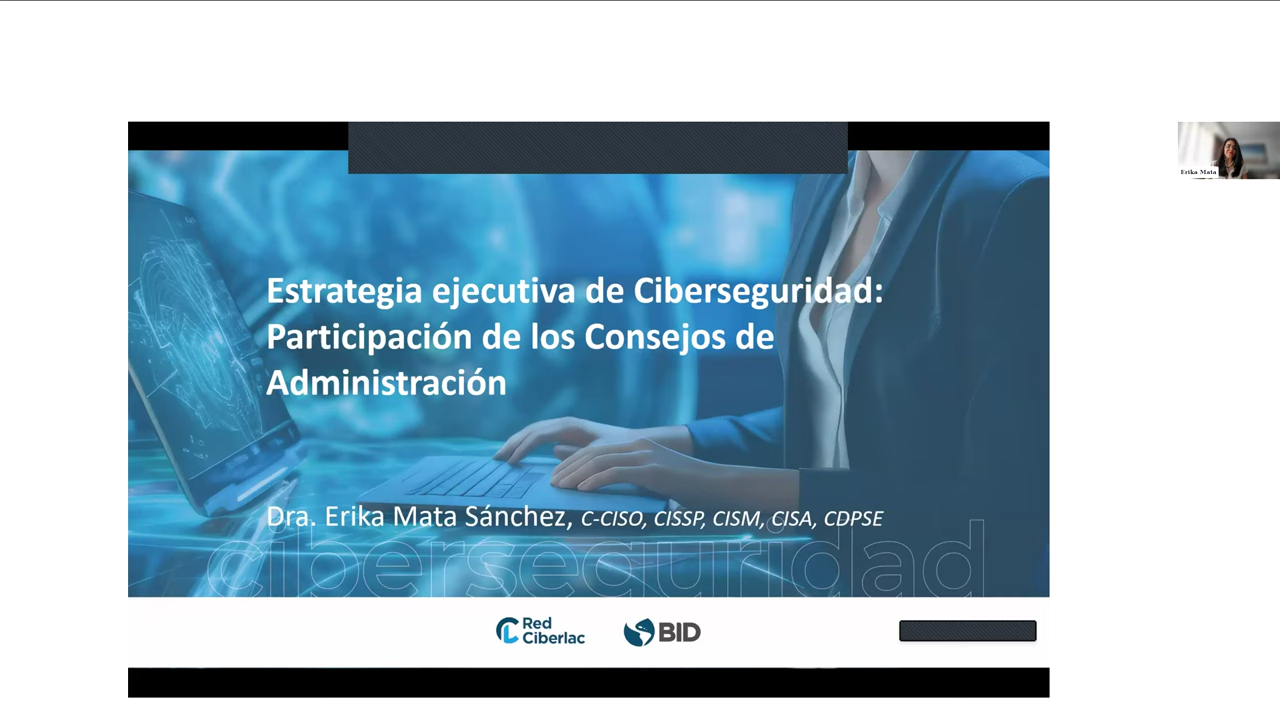 Estrategia ejecutiva de Ciberseguridad:
Participación de los Consejos de
Administración
Erika Mata
Dra. Erika Mata Sánchez, C-CISO, CISSP, CISM, CISA, CDPSE
ciberseguridad
Red
Ciberlac
BID